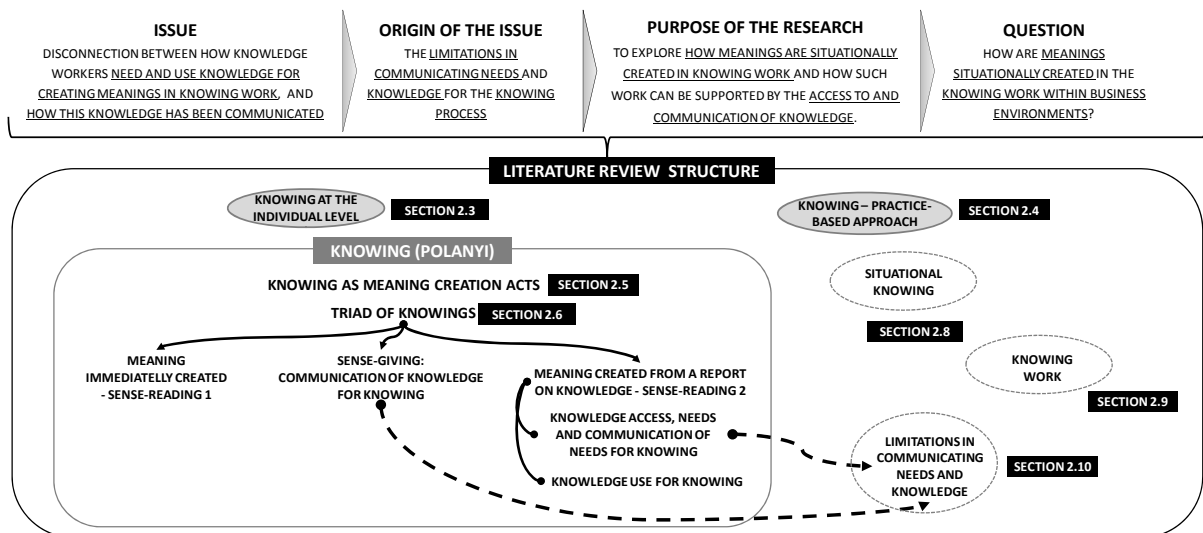 ISSUE
DISCONNECTION BETWEEN HOW KNOWLEDGE
WORKERS NEED AND USE KNOWLEDGE FOR
CREATING MEANINGS IN KNOWING WORK, AND
HOW THIS KNOWLEDGE HAS BEEN COMMUNICATED
ORIGIN OF THE ISSUE
THE LIMITATIONS IN
COMMUNICATING NEEDS AND
KNOWLEDGE FOR THE KNOWING
PROCESS
PURPOSE OF THE RESEARCH
TO EXPLORE HOW MEANINGS ARE SITUATIONALLY
CREATED IN KNOWING WORK AND HOW SUCH
WORK CAN BE SUPPORTED BY THE ACCESS TO AND
COMMUNICATION OF KNOWLEDGE.
QUESTION
HOW ARE MEANINGS
SITUATIONALLY CREATED IN THE
KNOWING WORK WITHIN BUSINESS
ENVIRONMENTS?
LITERATURE REVIEW STRUCTURE
KNOWING AT THE
INDIVIDUAL LEVEL
SECTION 2.3
KNOWING – PRACTICE-
BASED APPROACH
SECTION 2.4
KNOWING (POLANYI)
KNOWING AS MEANING CREATION ACTS
SECTION 2.5
TRIAD OF KNOWINGS
SECTION 2.6
SITUATIONAL
KNOWING
SECTION 2.8
MEANING
IMMEDIATELLY CREATED
- SENSE-READING 1
SENSE-GIVING:
COMMUNICATION OF KNOWLEDGE
FOR KNOWING
MEANING CREATED FROM A REPORT
ON KNOWLEDGE - SENSE-READING 2
KNOWING
WORK
SECTION 2.9
KNOWLEDGE ACCESS, NEEDS
AND COMMUNICATION OF
NEEDS FOR KNOWING
KNOWLEDGE USE FOR KNOWING
LIMITATIONS IN
COMMUNICATING
NEEDS AND
KNOWLEDGE
SECTION 2.10